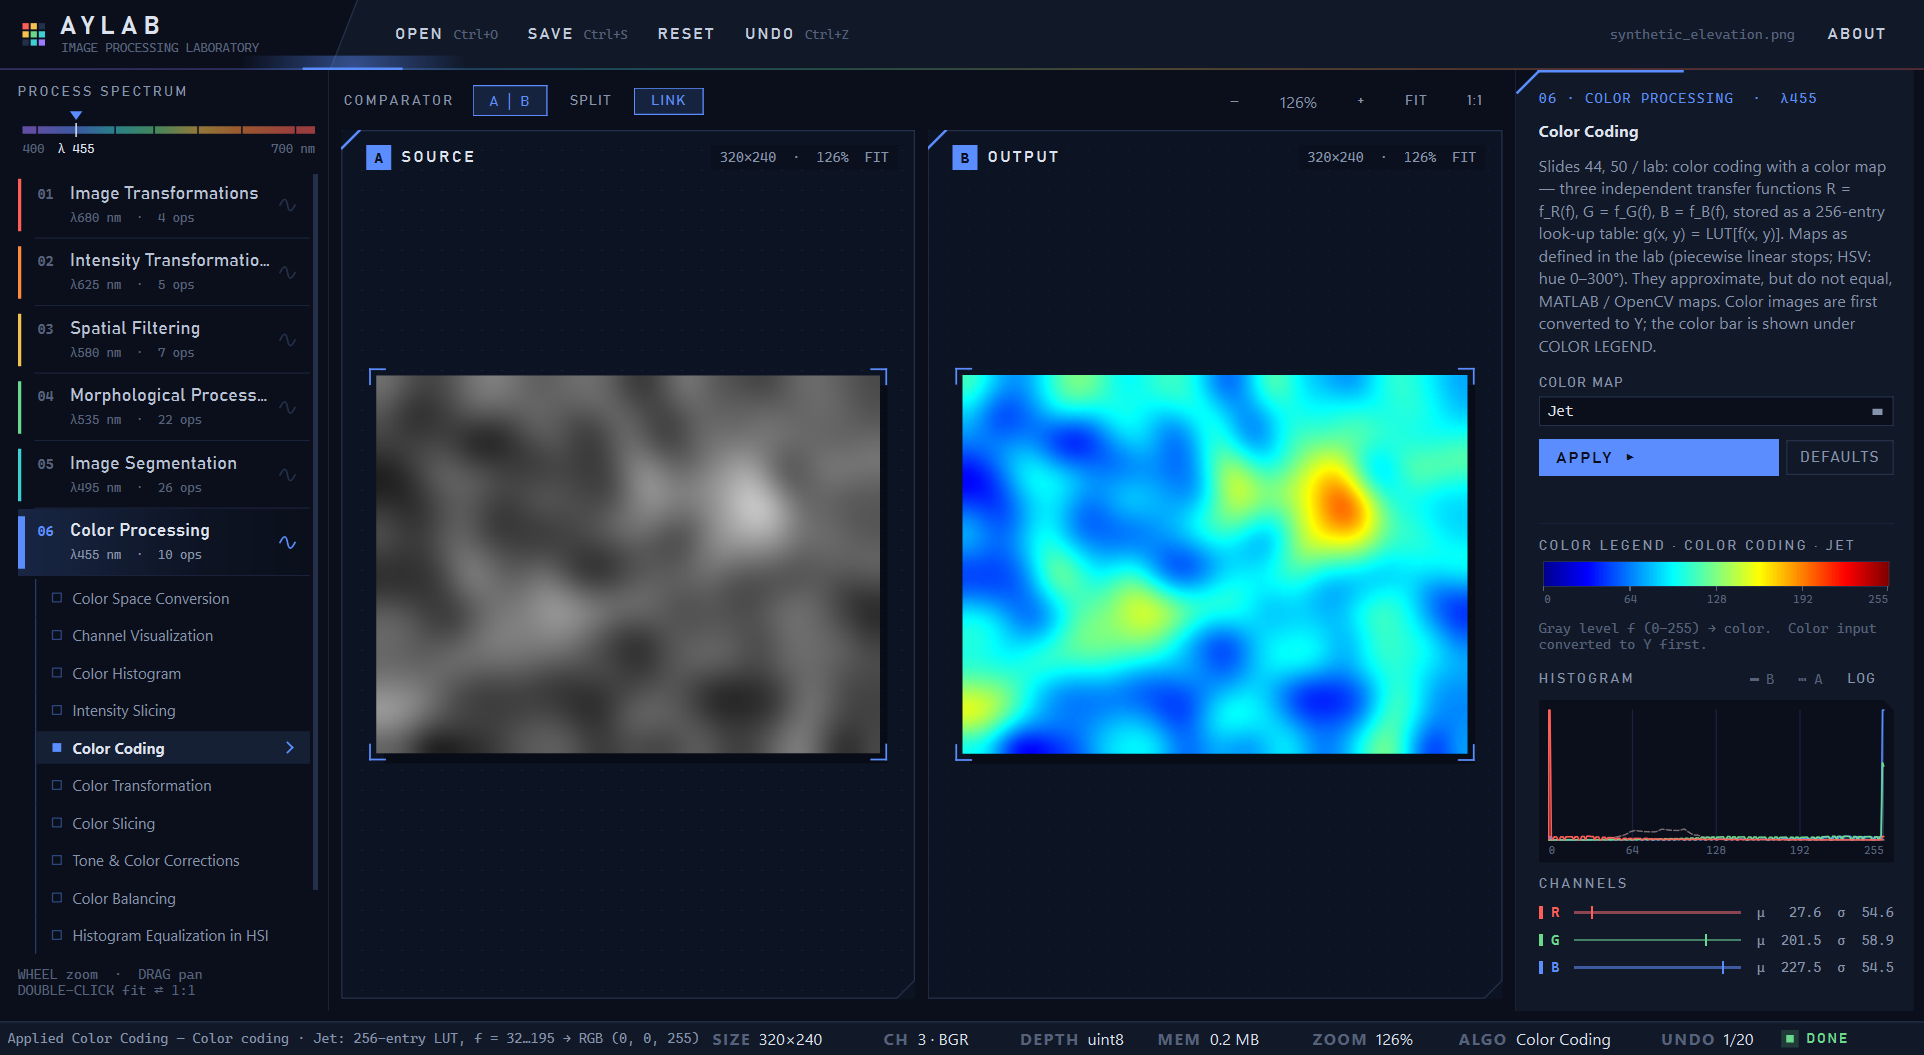 AYLAB
IMAGE PROCESSING LABORATORY
OPEN Ctrl+O SAVE Ctrl+S RESET UNDO Ctrl+Z
synthetic_elevation.png ABOUT
PROCESS SPECTRUM
400 λ 455 700 nm
01 Image Transformations
λ680 nm · 4 ops
02 Intensity Transformatio…
λ625 nm · 5 ops
03 Spatial Filtering
λ580 nm · 7 ops
04 Morphological Process…
λ535 nm · 22 ops
05 Image Segmentation
λ495 nm · 26 ops
06 Color Processing
λ455 nm · 10 ops
Color Space Conversion
Channel Visualization
Color Histogram
Intensity Slicing
Color Coding
Color Transformation
Color Slicing
Tone & Color Corrections
Color Balancing
Histogram Equalization in HSI
WHEEL zoom · DRAG pan
DOUBLE-CLICK fit ⇄ 1:1
COMPARATOR A | B SPLIT LINK
− 126% + FIT 1:1
A SOURCE 320×240 · 126% FIT
B OUTPUT 320×240 · 126% FIT
06 · COLOR PROCESSING · λ455
Color Coding
Slides 44, 50 / lab: color coding with a color map
— three independent transfer functions R =
f_R(f), G = f_G(f), B = f_B(f), stored as a 256-entry
look-up table: g(x, y) = LUT[f(x, y)]. Maps as
defined in the lab (piecewise linear stops; HSV:
hue 0–300°). They approximate, but do not equal,
MATLAB / OpenCV maps. Color images are first
converted to Y; the color bar is shown under
COLOR LEGEND.
COLOR MAP
Jet
APPLY ▸ DEFAULTS
COLOR LEGEND · COLOR CODING · JET
0 64 128 192 255
Gray level f (0–255) → color. Color input
converted to Y first.
HISTOGRAM B A LOG
0 64 128 192 255
CHANNELS
R μ 27.6 σ 54.6
G μ 201.5 σ 58.9
B μ 227.5 σ 54.5
Applied Color Coding — Color coding · Jet: 256-entry LUT, f = 32…195 → RGB (0, 0, 255) SIZE 320×240 CH 3 · BGR DEPTH uint8 MEM 0.2 MB ZOOM 126% ALGO Color Coding UNDO 1/20 DONE